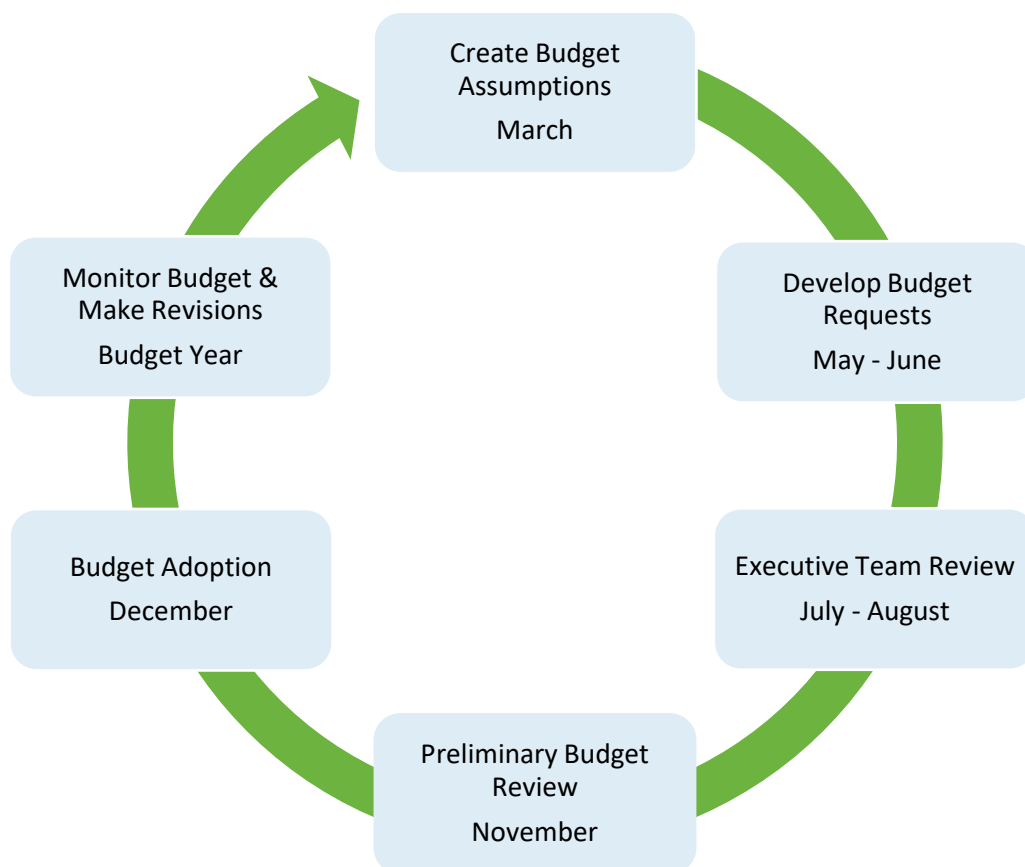 Create Budget
Assumptions
March
Develop Budget
Requests
May - June
Executive Team Review
July - August
Preliminary Budget
Review
November
Budget Adoption
December
Monitor Budget &
Make Revisions
Budget Year